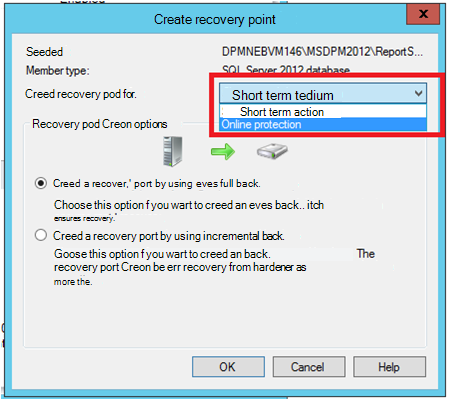 Create recovery point
x
Seeded DPMNEBVM146\MSDPM2012\ReportS...
Member type: SQL Server 2012 database
Creed recovery pod for. Short term tedium
Short term action
Online protection
Recovery pod Creon options
Creed a recover,' port by using eves full back.
Choose this option f you want to creed an eves back.. itch
ensures recovery.'
Creed a recovery port by using incremental back.
Goose this option f you want to creed an back. The
recovery port Creon be err recovery from hardener as
more the.
OK Cancel Help